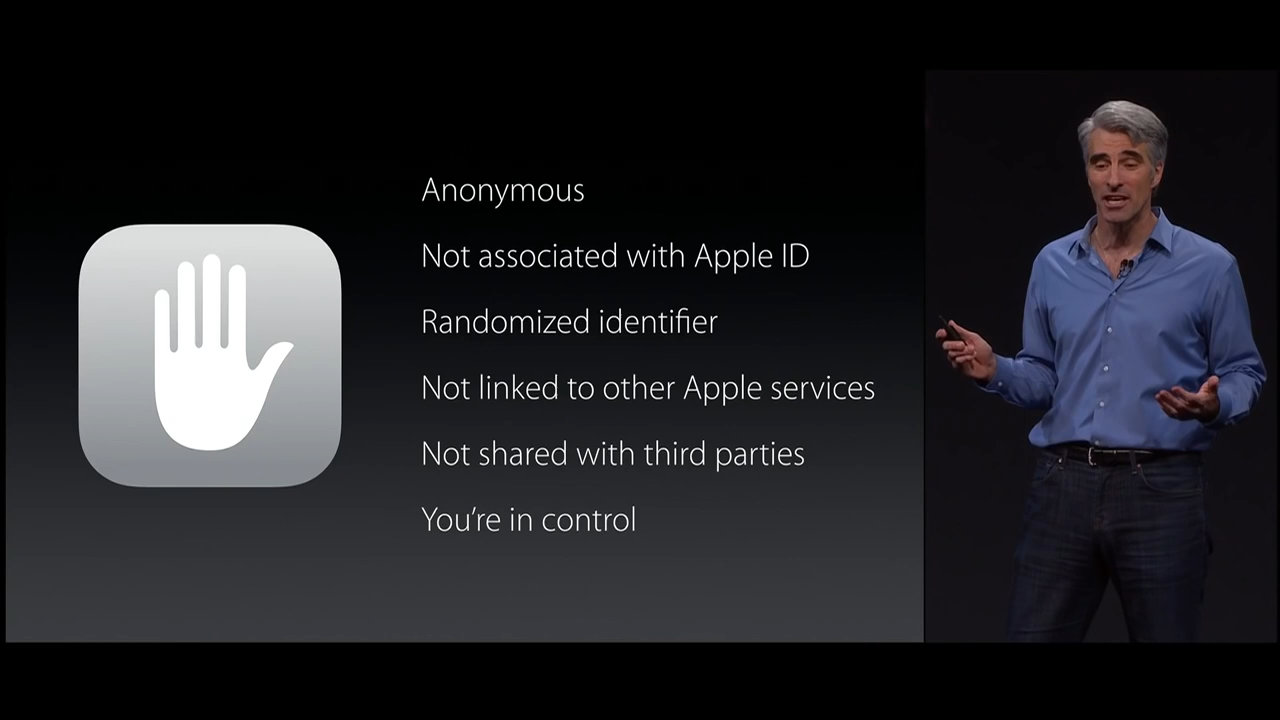 Anonymous
Not associated with Apple ID
Randomized identifier
Not linked to other Apple services
Not shared with third parties
You’re in control